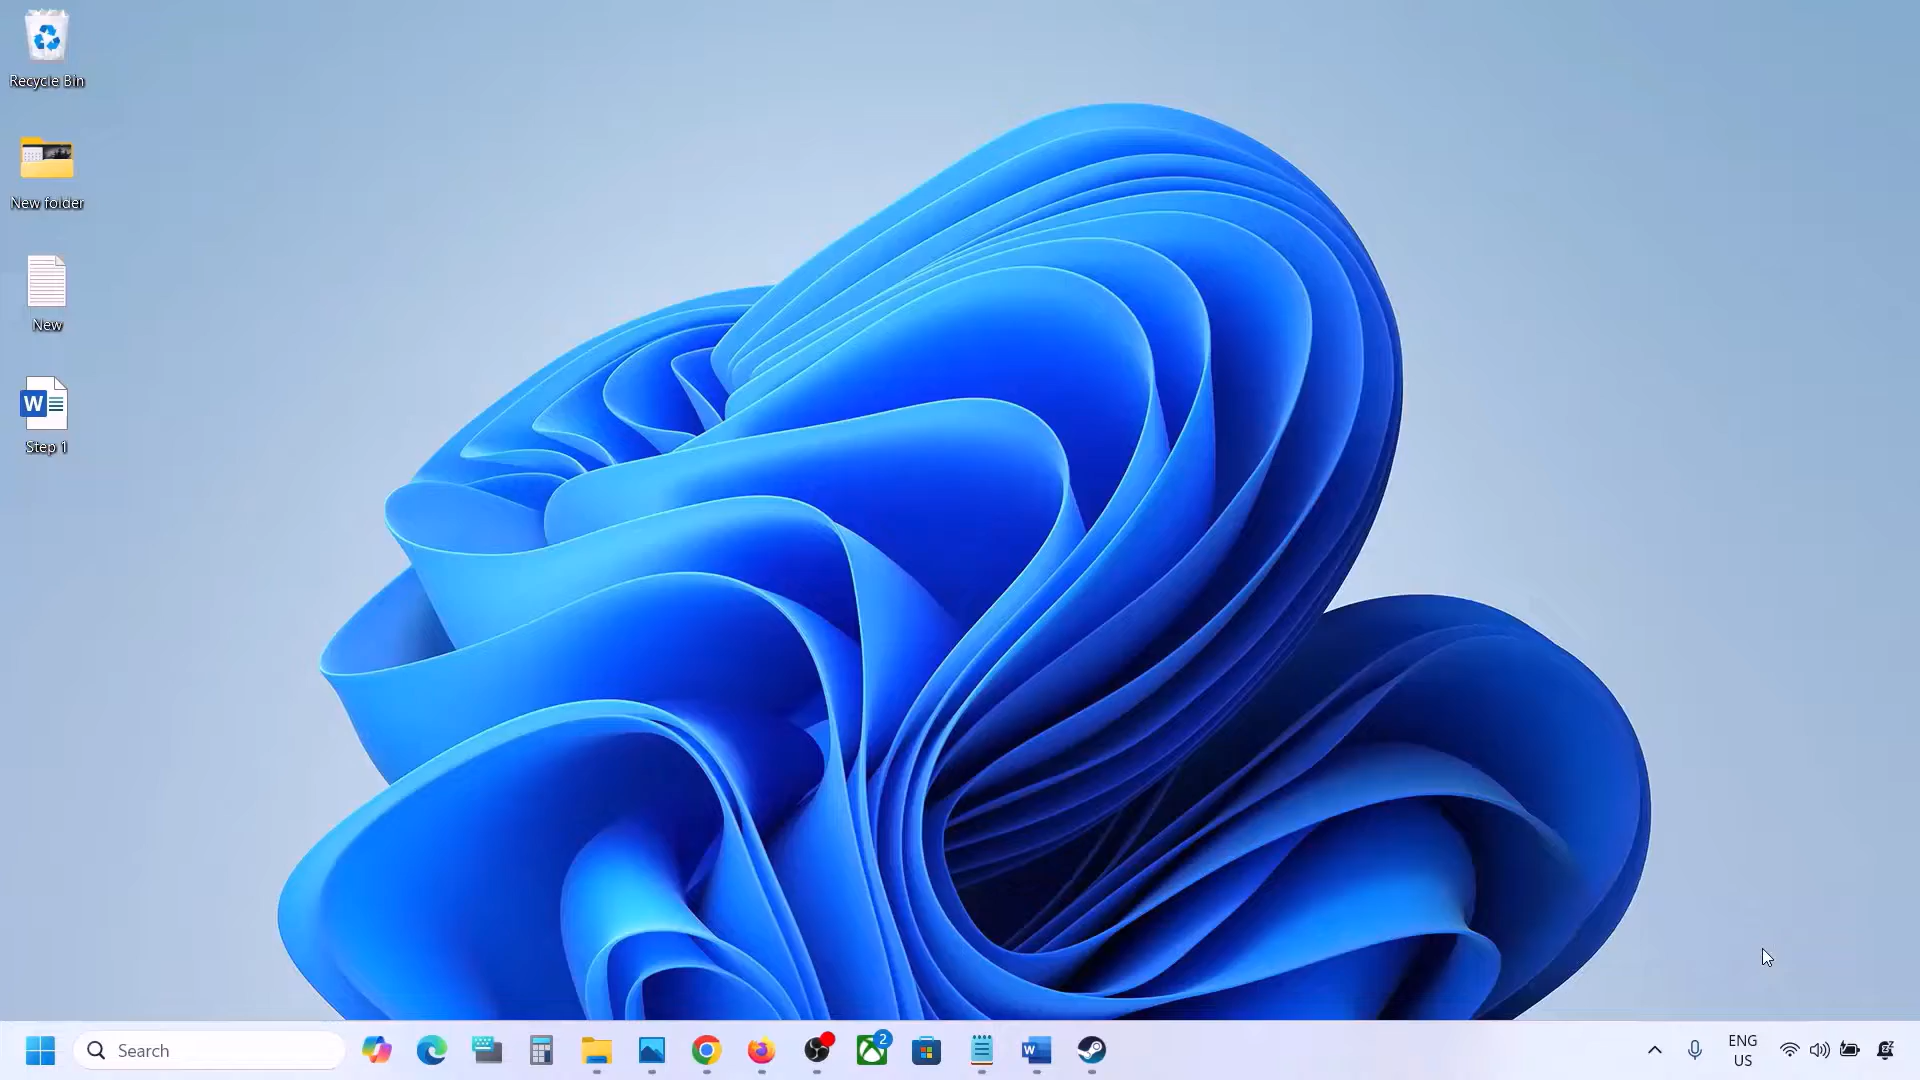 Recycle Bin
New folder
New
W
Step 1
Search
2
W
ENG
US